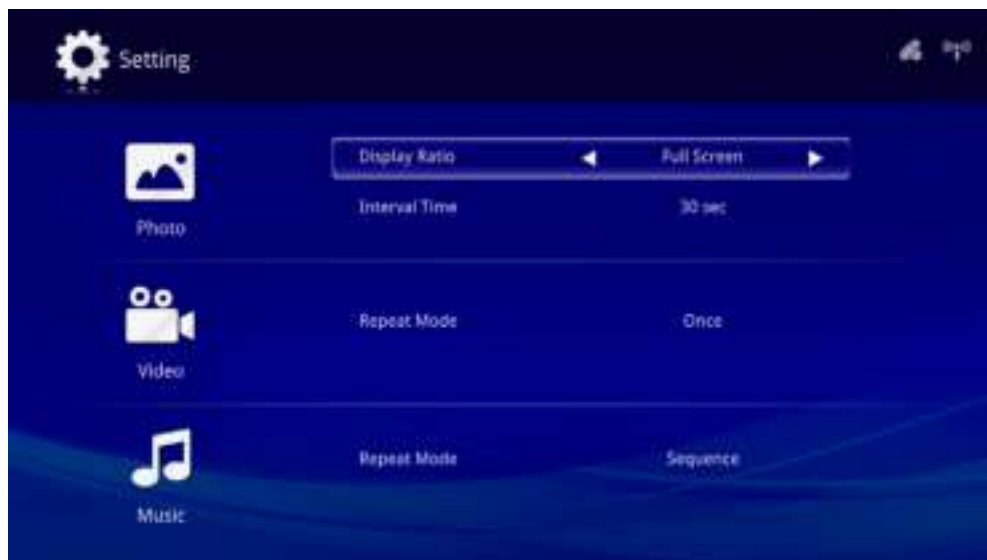 Setting
Display Ratio Full Screen
Interval Time 30 sec
Photo
Repeat Mode Once
Video
Repeat Mode Sequence
Music